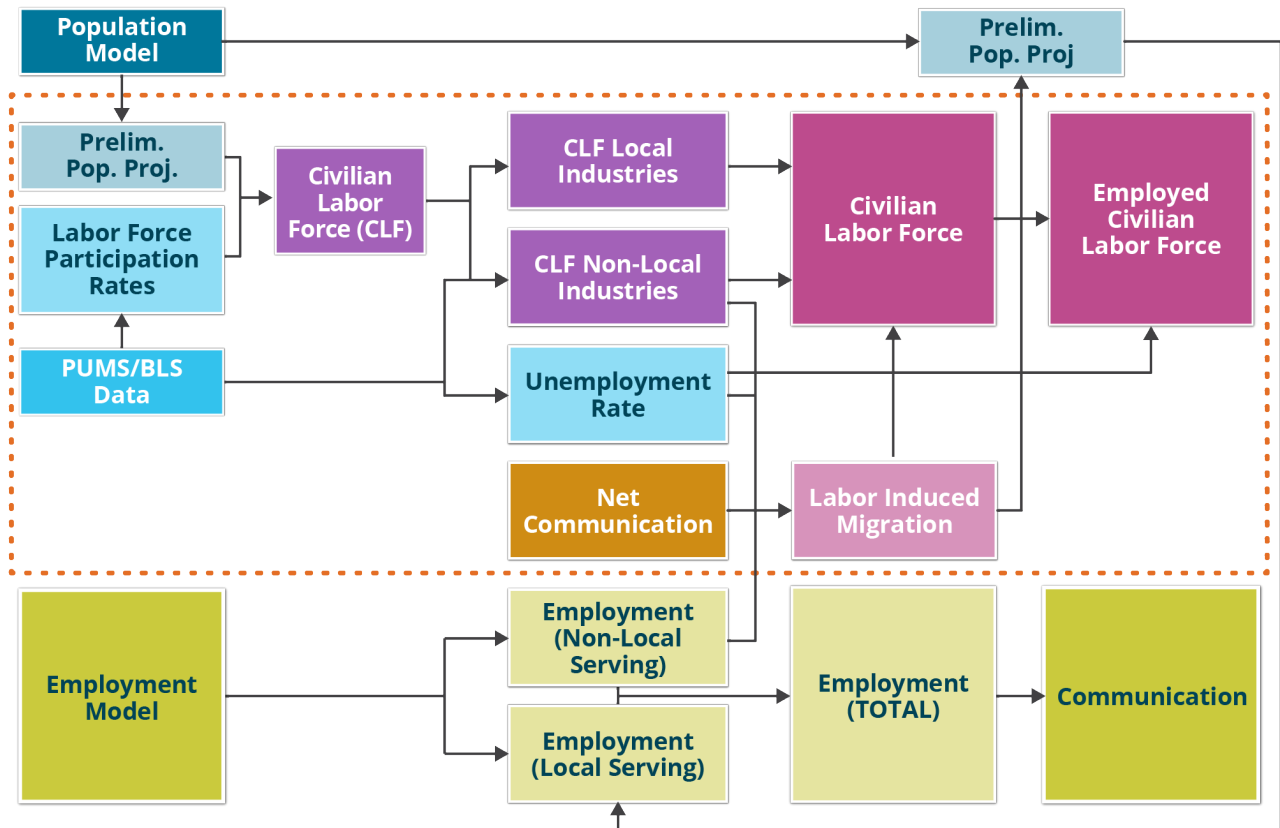 Population
Model
Prelim.
Pop. Proj
Prelim.
Pop. Proj.
Labor Force
Participation
Rates
PUMS/BLS
Data
Civilian
Labor
Force (CLF)
CLF Local
Industries
CLF Non-Local
Industries
Unemployment
Rate
Net
Communication
Civilian
Labor Force
Employed
Civilian
Labor Force
Labor Induced
Migration
Employment
Model
Employment
(Non-Local
Serving)
Employment
(Local Serving)
Employment
(TOTAL)
Communication